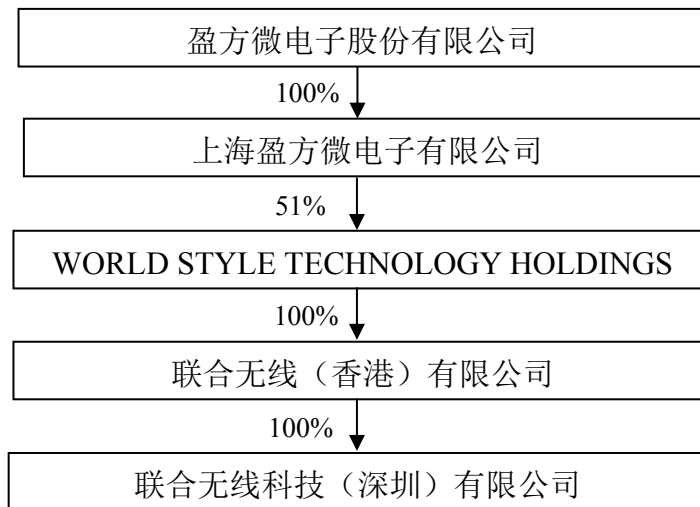 盈方微电子股份有限公司
100%
上海盈方微电子有限公司
51%
WORLD STYLE TECHNOLOGY HOLDINGS
100%
联合无线（香港）有限公司
100%
联合无线科技（深圳）有限公司